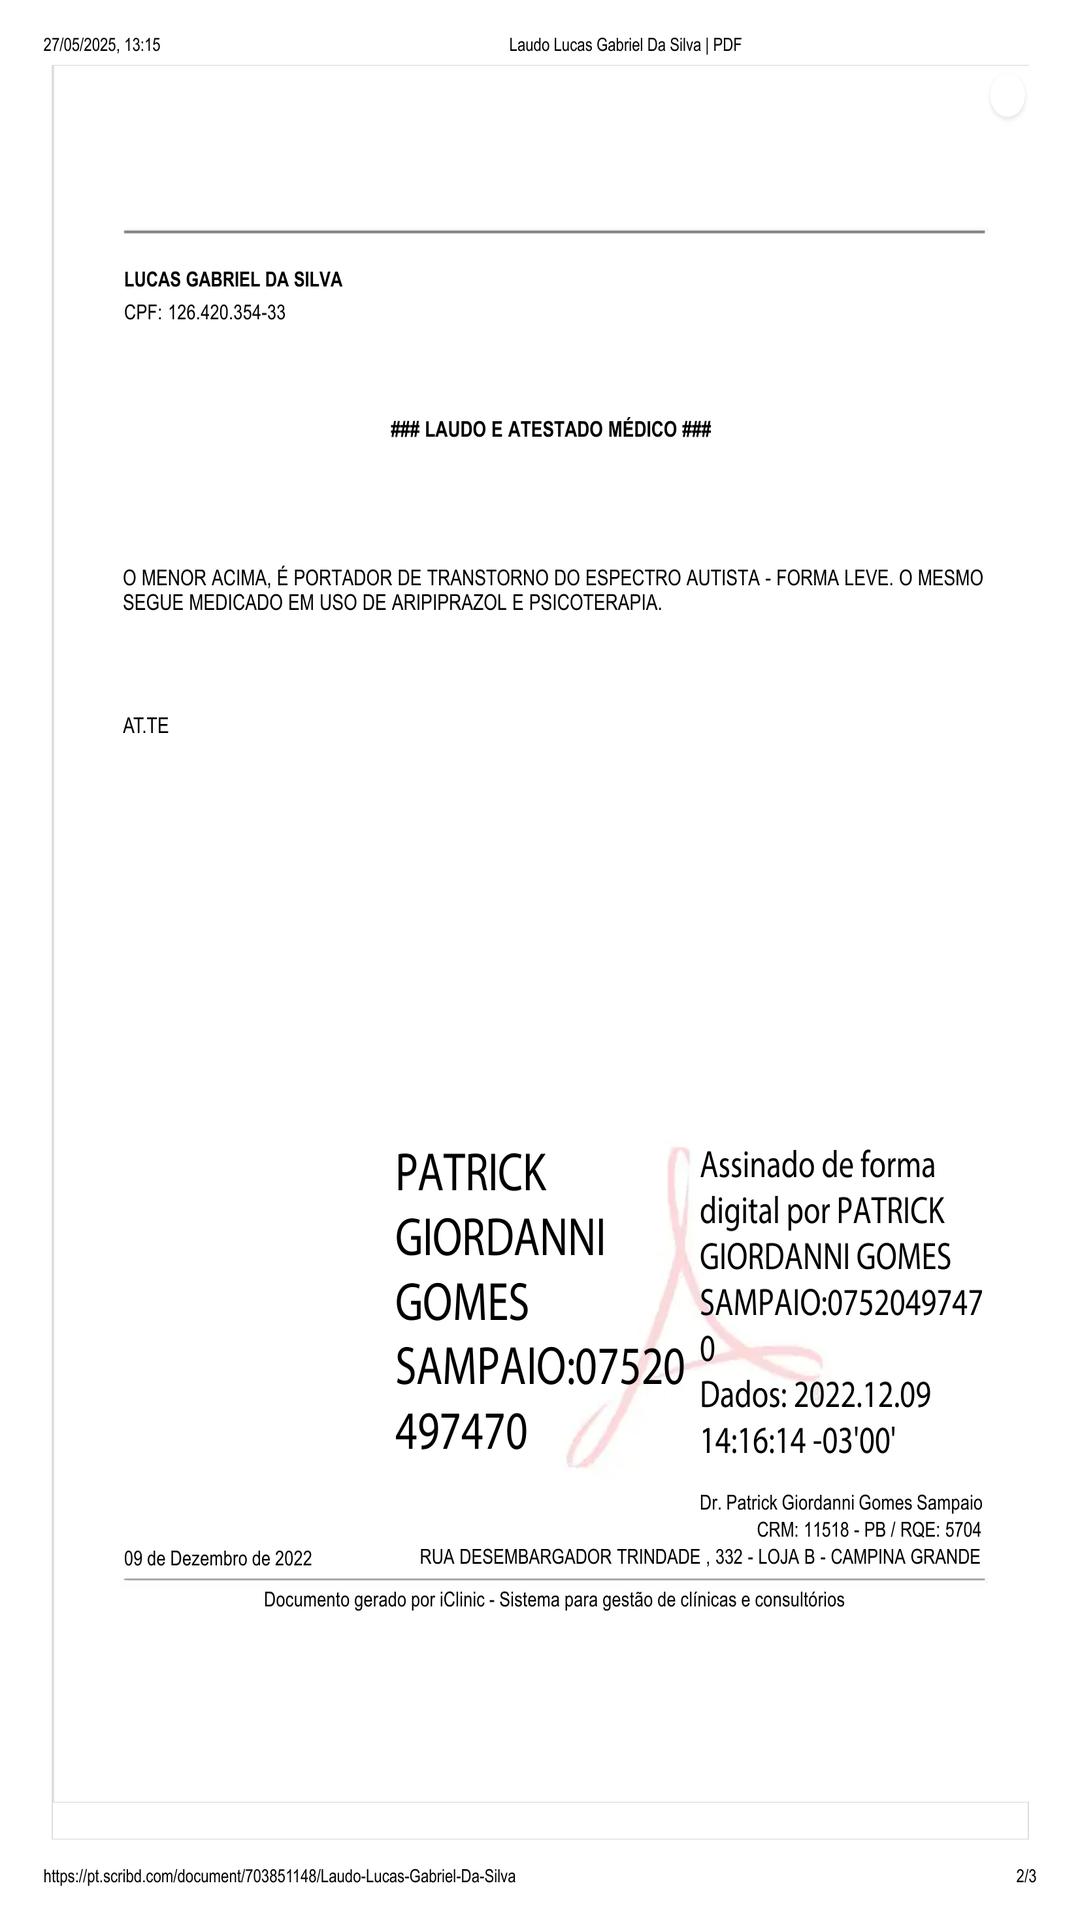 27/05/2025, 13:15
Laudo Lucas Gabriel Da Silva | PDF
LUCAS GABRIEL DA SILVA
CPF: 126.420.354-33
### LAUDO E ATESTADO MÉDICO ###
O MENOR ACIMA, É PORTADOR DE TRANSTORNO DO ESPECTRO AUTISTA - FORMA LEVE. O MESMO
SEGUE MEDICADO EM USO DE ARIPIPRAZOL E PSICOTERAPIA.
AT.TE
PATRICK
GIORDANNI
GOMES
SAMPAIO:07520
497470
Assinado de forma
digital por PATRICK
GIORDANNI GOMES
SAMPAIO:0752049747
0
Dados: 2022.12.09
14:16:14 -03'00'
Dr. Patrick Giordanni Gomes Sampaio
CRM: 11518 - PB / RQE: 5704
09 de Dezembro de 2022
RUA DESEMBARGADOR TRINDADE , 332 - LOJA B - CAMPINA GRANDE
Documento gerado por iClinic - Sistema para gestão de clínicas e consultórios
https://pt.scribd.com/document/703851148/Laudo-Lucas-Gabriel-Da-Silva
2/3